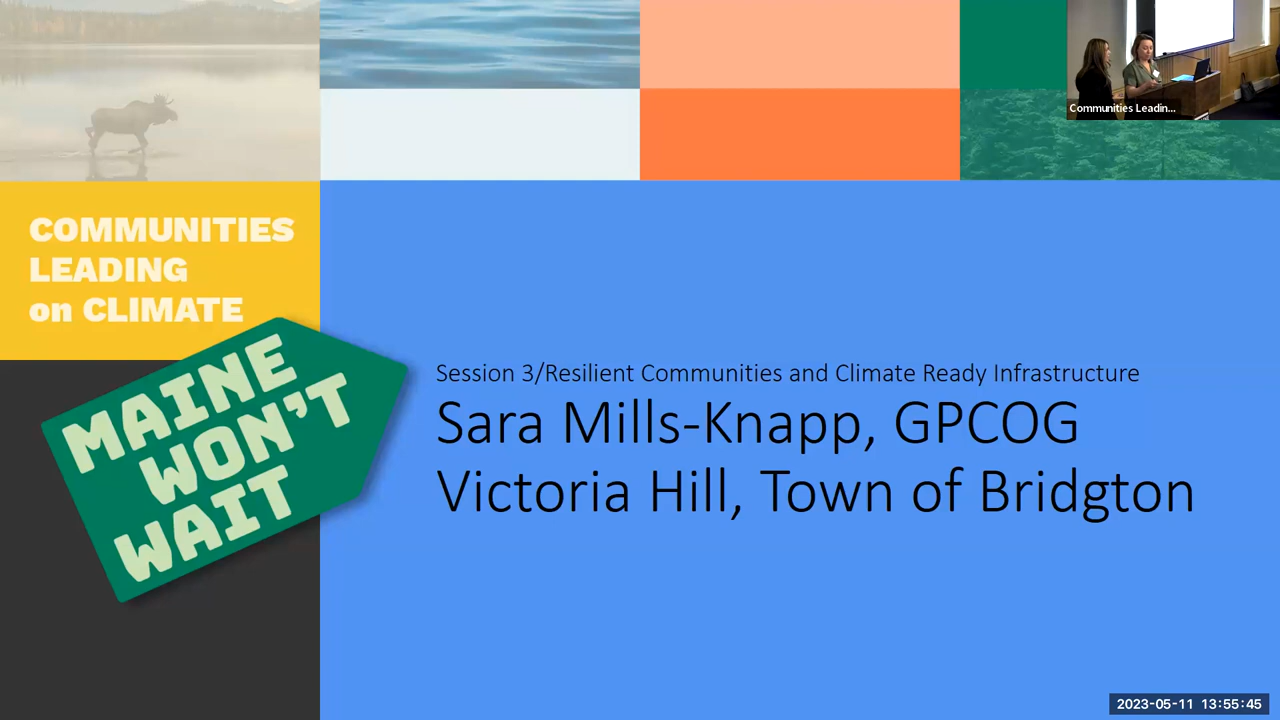 Communities Leadin...
COMMUNITIES
LEADING
on CLIMATE
MAINE
WON'T
WAIT
Session 3/Resilient Communities and Climate Ready Infrastructure
Sara Mills-Knapp, GPCOG
Victoria Hill, Town of Bridgton
2023-05-11 13:55:45